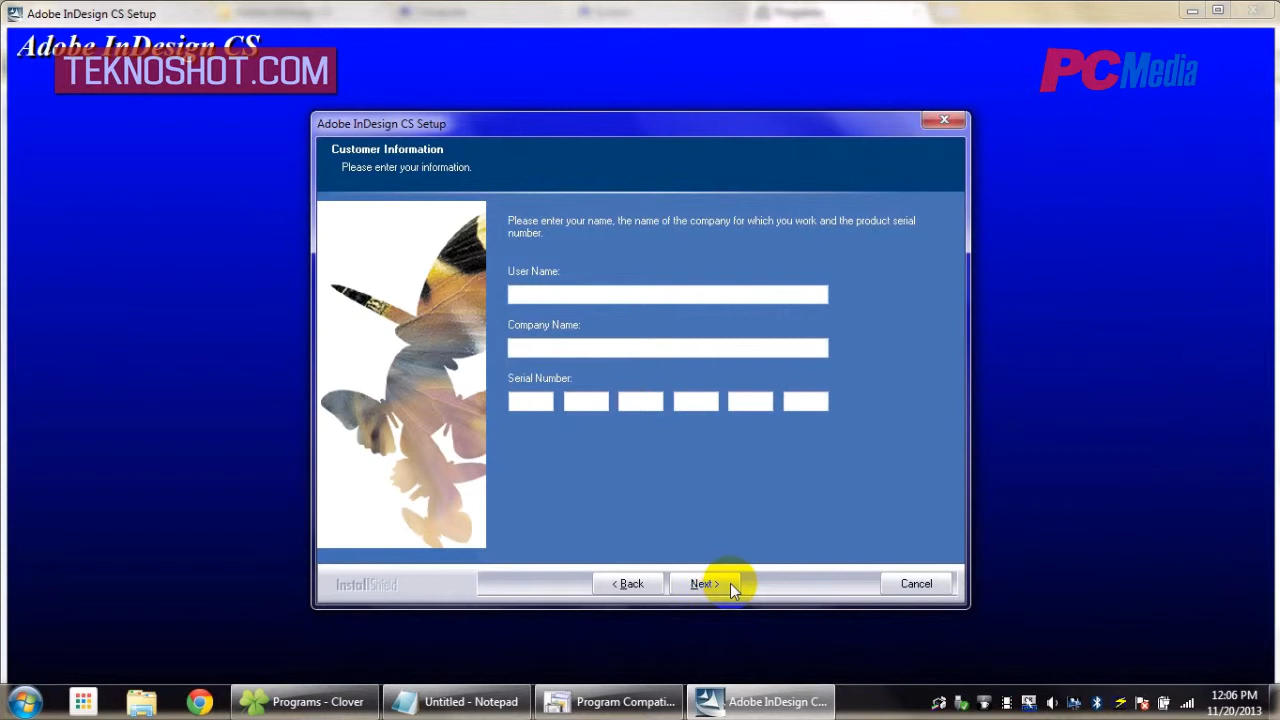 Adobe InDesign CS Setup
Adobe InDesign CS
TEKNOSHOT.COM
PCMedia
Adobe InDesign CS Setup
Customer Information
Please enter your information.
Please enter your name, the name of the company for which you work and the product serial
number.
User Name:
Company Name:
Serial Number:
InstallShield
< Back
Next >
Cancel
Programs - Clover
Untitled - Notepad
Program Compati...
Adobe InDesign C...
12:06 PM
11/20/2013